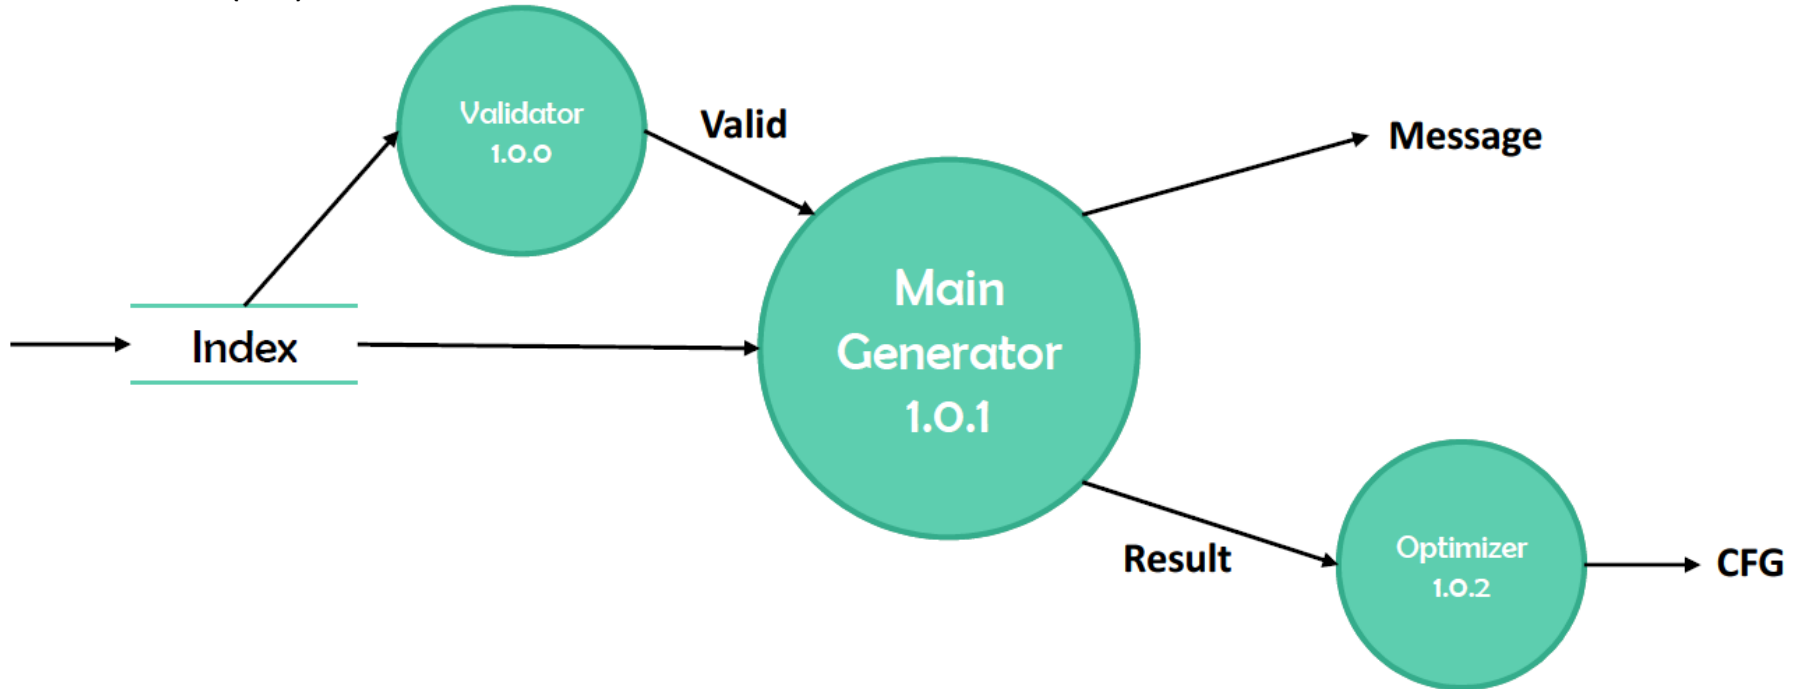 Validator
1.0.0
Valid
Message
Index
Main
Generator
1.0.1
Result
Optimizer
1.0.2
CFG